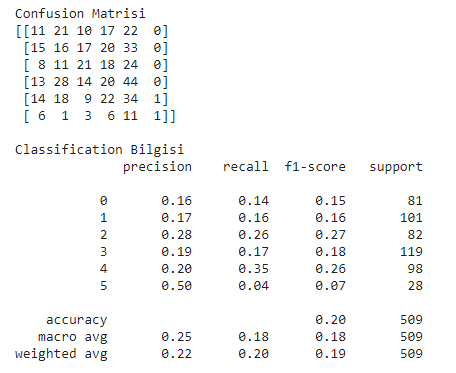 Confusion Matrisi
[[11 21 10 17 22  0]
 [15 16 17 20 33  0]
 [ 8 11 21 18 24  0]
 [13 28 14 20 44  0]
 [14 18  9 22 34  1]
 [ 6  1  3  6 11  1]]
Classification Bilgisi
              precision    recall  f1-score   support
           0       0.16      0.14      0.15        81
           1       0.17      0.16      0.16       101
           2       0.28      0.26      0.27        82
           3       0.19      0.17      0.18       119
           4       0.20      0.35      0.26        98
           5       0.50      0.04      0.07        28
    accuracy                           0.20       509
   macro avg       0.25      0.18      0.18       509
weighted avg       0.22      0.20      0.19       509